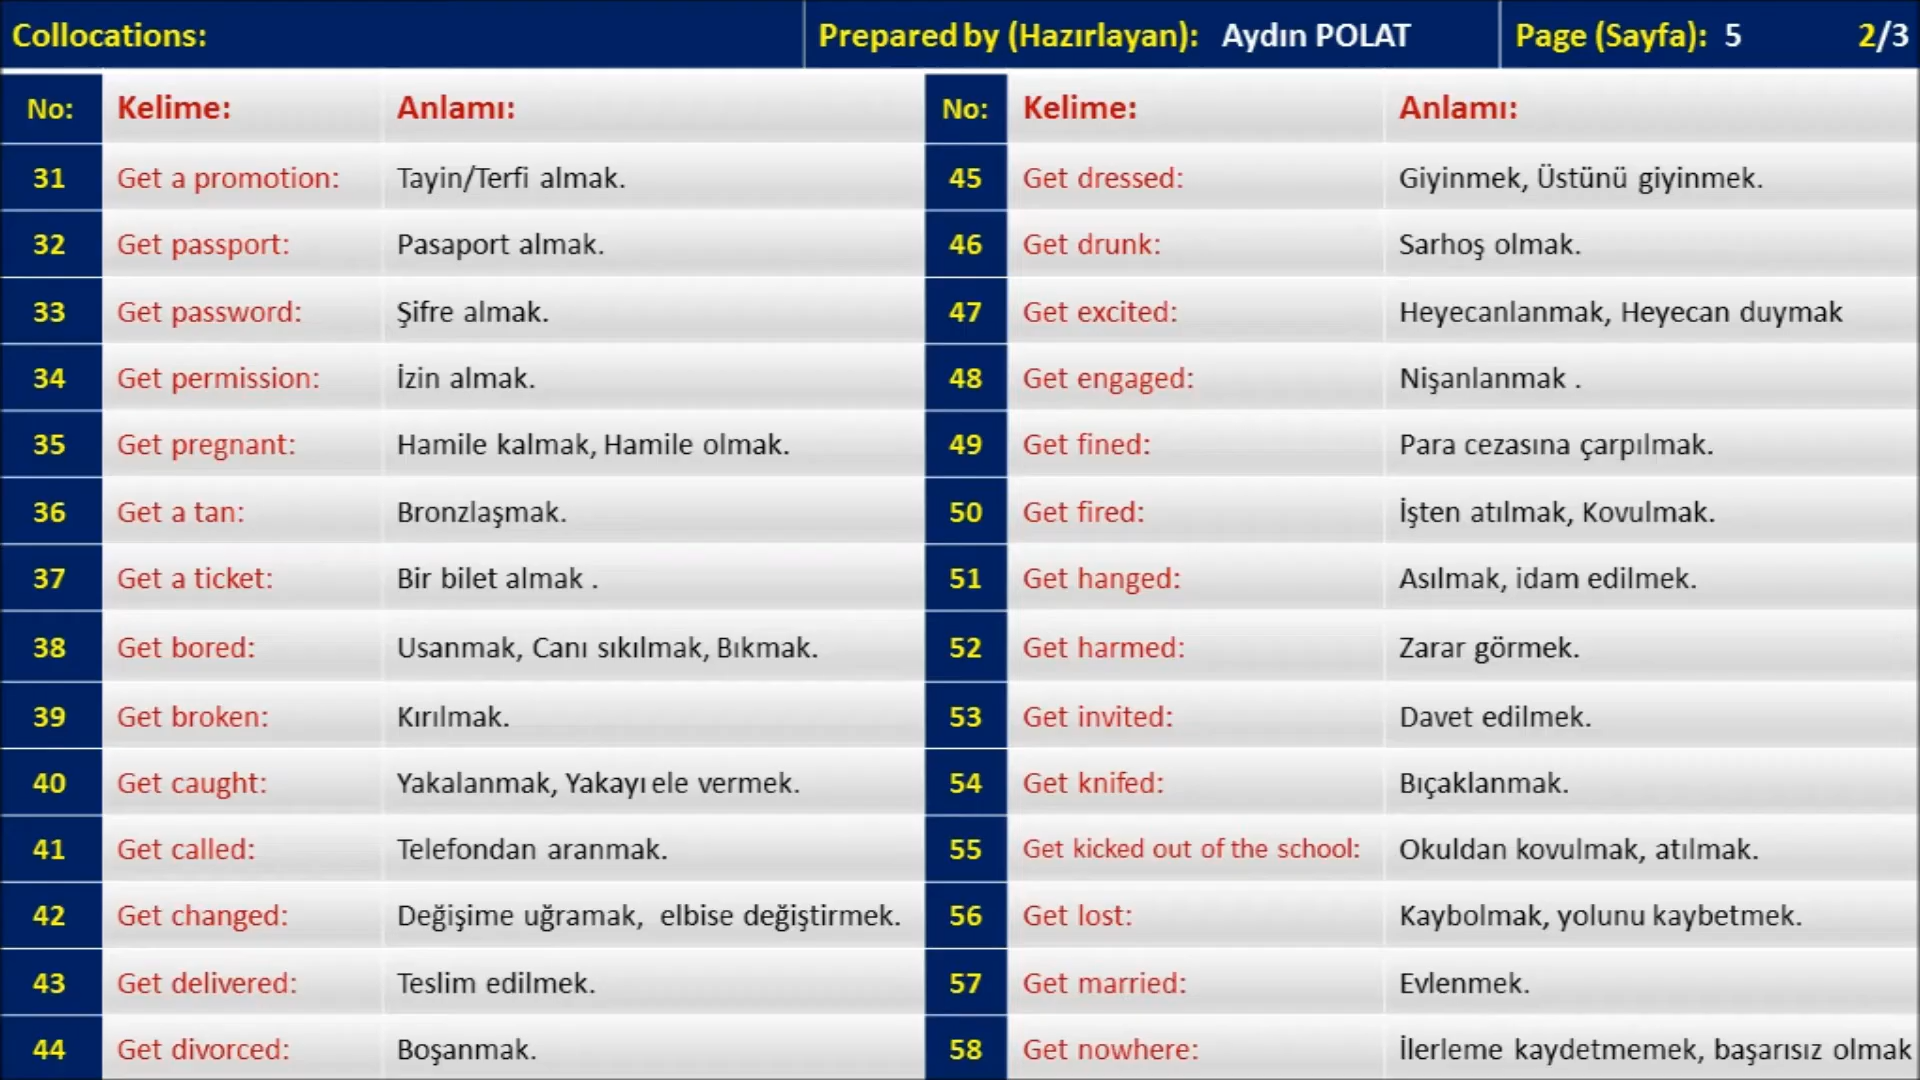 Collocations: Prepared by (Hazırlayan): Aydın POLAT Page (Sayfa): 5 2/3
No: Kelime: Anlamı: No: Kelime: Anlamı:
31 Get a promotion: Tayin/Terfi almak. 45 Get dressed: Giyinmek, Üstünü giyinmek.
32 Get passport: Pasaport almak. 46 Get drunk: Sarhoş olmak.
33 Get password: Şifre almak. 47 Get excited: Heyecanlanmak, Heyecan duymak
34 Get permission: İzin almak. 48 Get engaged: Nişanlanmak .
35 Get pregnant: Hamile kalmak, Hamile olmak. 49 Get fined: Para cezasına çarpılmak.
36 Get a tan: Bronzlaşmak. 50 Get fired: İşten atılmak, Kovulmak.
37 Get a ticket: Bir bilet almak . 51 Get hanged: Asılmak, idam edilmek.
38 Get bored: Usanmak, Canı sıkılmak, Bıkmak. 52 Get harmed: Zarar görmek.
39 Get broken: Kırılmak. 53 Get invited: Davet edilmek.
40 Get caught: Yakalanmak, Yakayı ele vermek. 54 Get knifed: Bıçaklanmak.
41 Get called: Telefondan aranmak. 55 Get kicked out of the school: Okuldan kovulmak, atılmak.
42 Get changed: Değişime uğramak, elbise değiştirmek. 56 Get lost: Kaybolmak, yolunu kaybetmek.
43 Get delivered: Teslim edilmek. 57 Get married: Evlenmek.
44 Get divorced: Boşanmak. 58 Get nowhere: İlerleme kaydetmemek, başarısız olmak